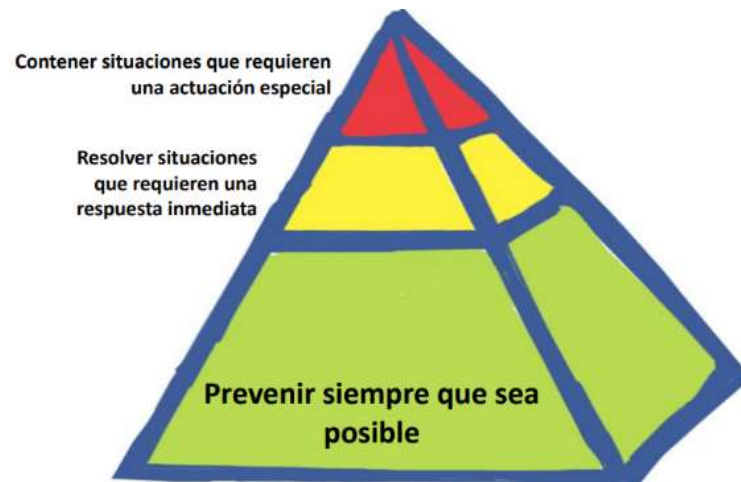 Contener situaciones que requieren
una actuación especial
Resolver situaciones
que requieren una
respuesta inmediata
Prevenir siempre que sea
posible